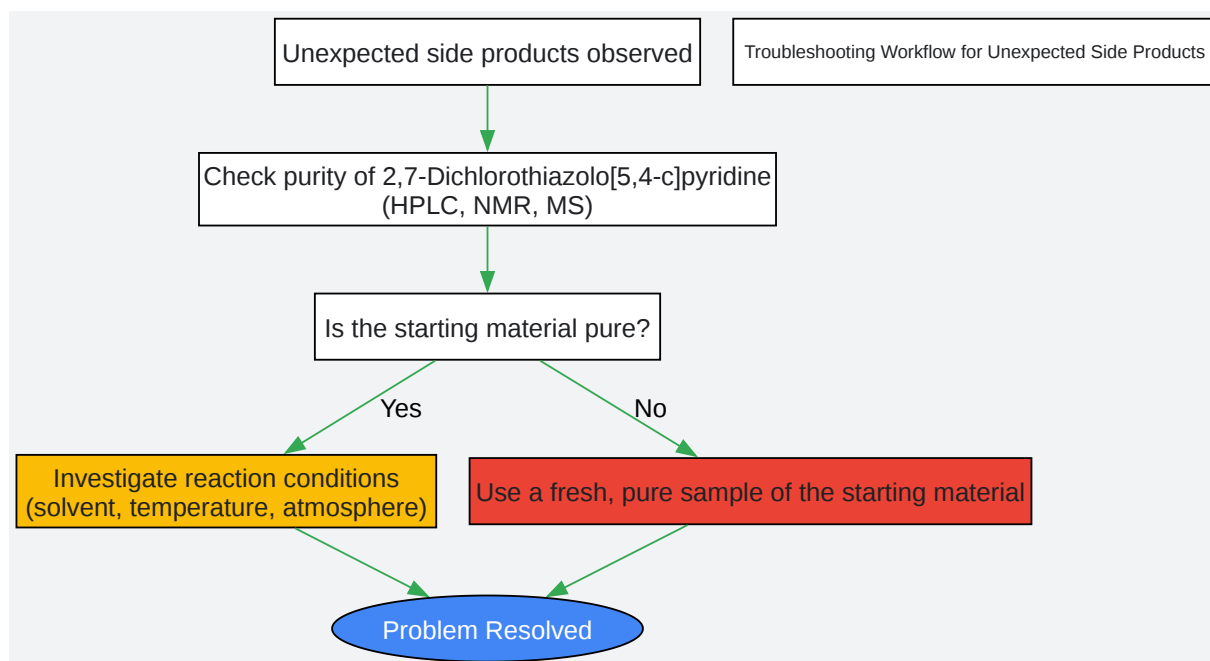 Unexpected side products observed
Troubleshooting Workflow for Unexpected Side Products
Check purity of 2,7-Dichlorothiazolo[5,4-c]pyridine
(HPLC, NMR, MS)
Is the starting material pure?
Yes
No
Investigate reaction conditions
(solvent, temperature, atmosphere)
Use a fresh, pure sample of the starting material
Problem Resolved